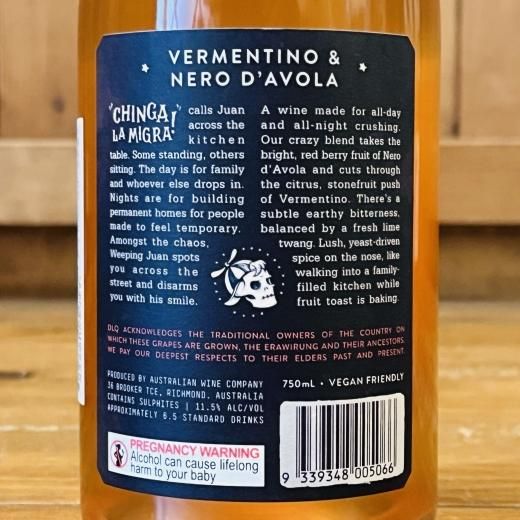 VERMENTINO &
NERO D'AVOLA
"CHINGA
LA MIGRA!"
calls Juan
across the
kitchen
table. Some standing, others
sitting. The day is for family
and whoever else drops in.
Nights are for building
permanent homes for people
made to feel temporary.
Amongst the chaos,
Weeping Juan spots
you across the
street and disarms
you with his smile.
A wine made for all-day
and all-night crushing.
Our crazy blend takes the
bright, red berry fruit of Nero
d'Avola and cuts through
the citrus, stonefruit push
of Vermentino. There's a
subtle earthy bitterness,
balanced by a fresh lime
twang. Lush, yeast-driven
spice on the nose, like
walking into a family-
filled kitchen while
fruit toast is baking.
DLQ ACKNOWLEDGES THE TRADITIONAL OWNERS OF THE COUNTRY ON
WHICH THESE GRAPES ARE GROWN, THE ERAWIRUNG AND THEIR ANCESTORS.
WE PAY OUR DEEPEST RESPECTS TO THEIR ELDERS PAST AND PRESENT.
PRODUCED BY AUSTRALIAN WINE COMPANY
36 BROOKER TCE, RICHMOND, AUSTRALIA
CONTAINS SULPHITES | 11.5% ALC/VOL
APPROXIMATELY 6.5 STANDARD DRINKS
750mL • VEGAN FRIENDLY
PREGNANCY WARNING
Alcohol can cause lifelong
harm to your baby
9 339348 005066